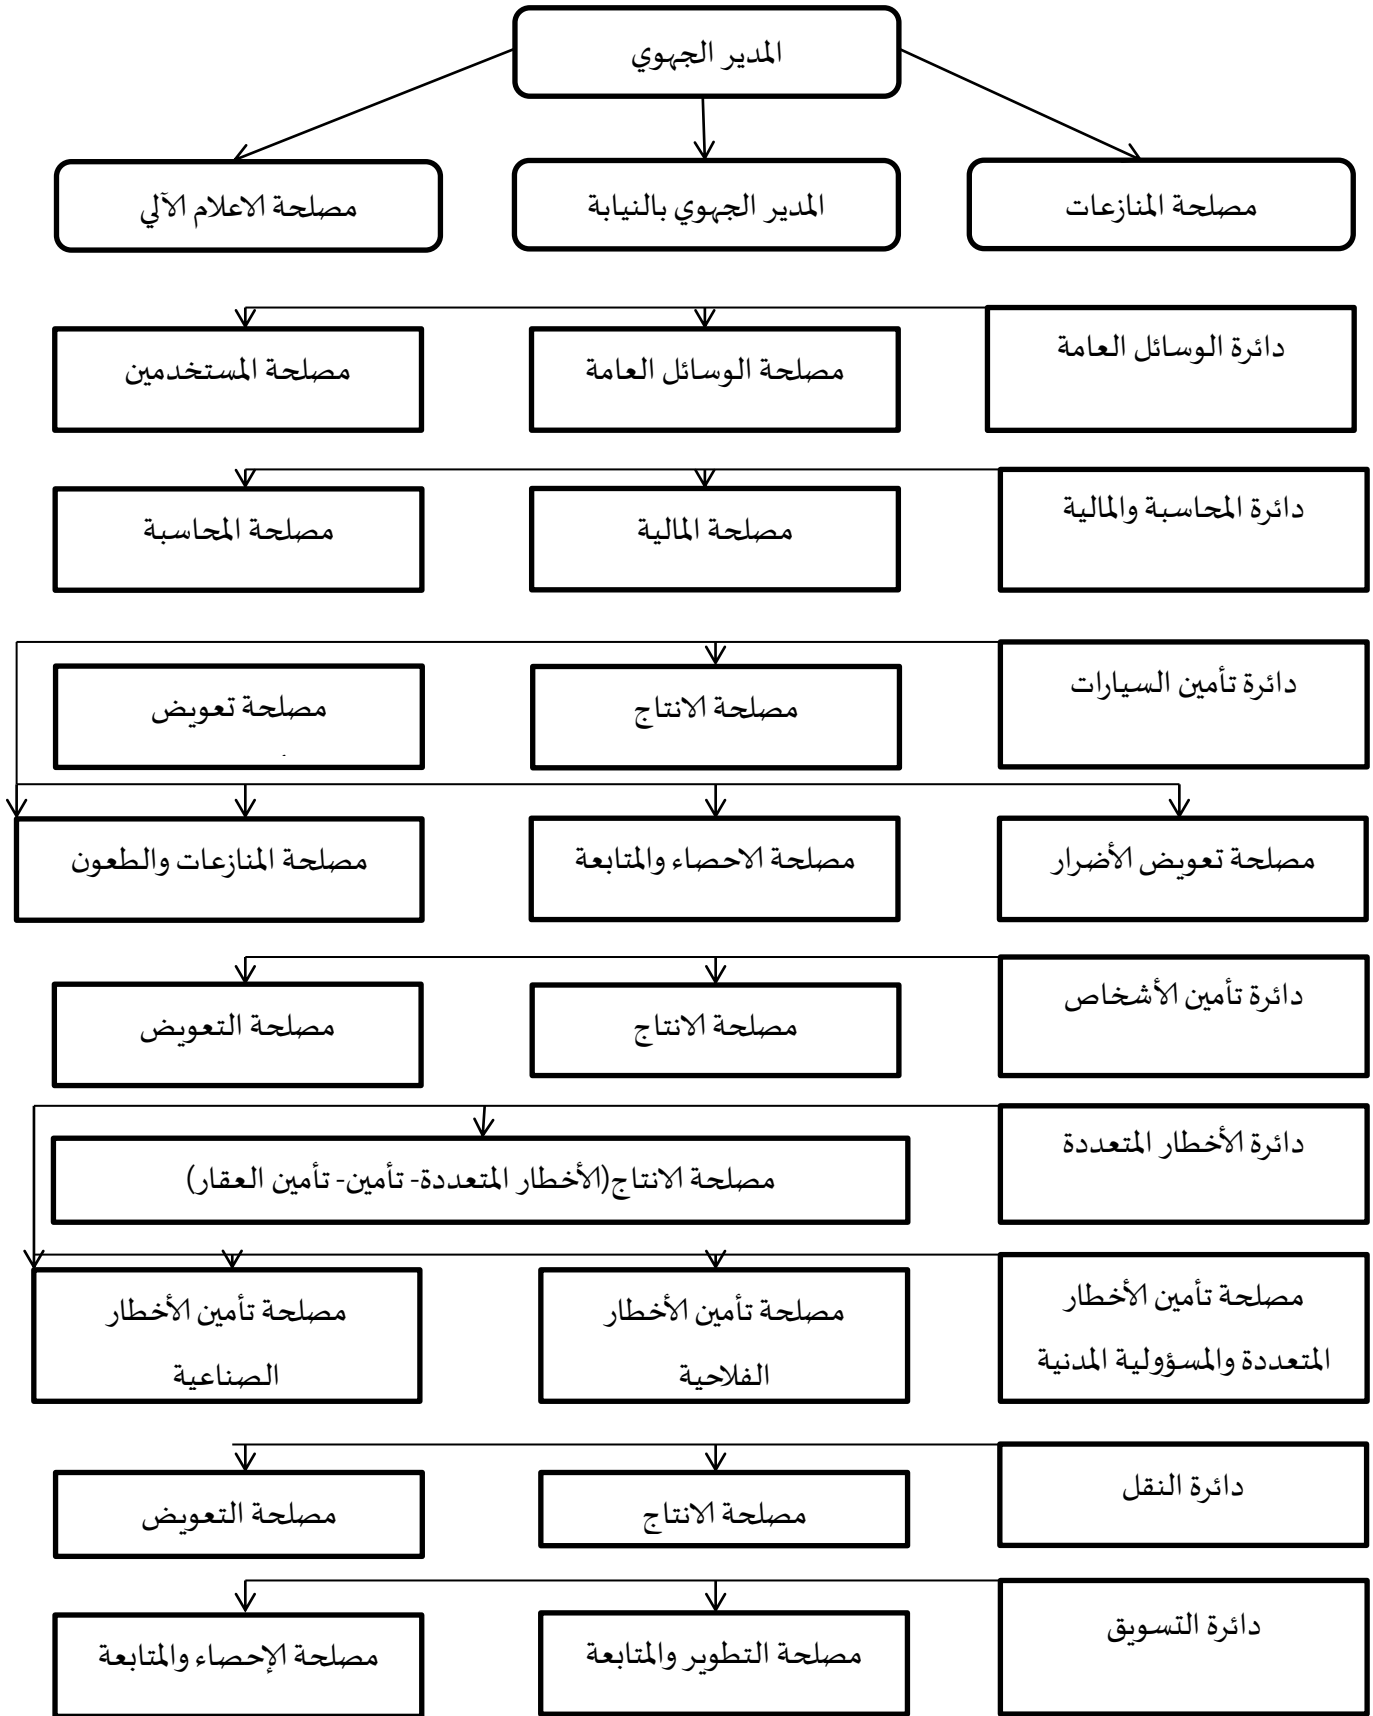 المدير الجهوي
مصلحة المنازعات
المدير الجهوي بالنيابة
مصلحة الاعلام الآلي
دائرة الوسائل العامة
مصلحة الوسائل العامة
مصلحة المستخدمين
دائرة المحاسبة والمالية
مصلحة المالية
مصلحة المحاسبة
دائرة تأمين السيارات
مصلحة الانتاج
مصلحة تعويض
مصلحة تعويض الأضرار
مصلحة الاحصاء والمتابعة
مصلحة المنازعات والطعون
دائرة تأمين الأشخاص
مصلحة الانتاج
مصلحة التعويض
دائرة الأخطار المتعددة
مصلحة الانتاج(الأخطار المتعددة- تأمين- تأمين العقار)
مصلحة تأمين الأخطار
المتعددة والمسؤولية المدنية
مصلحة تأمين الأخطار
الفلاحية
مصلحة تأمين الأخطار
الصناعية
دائرة النقل
مصلحة الانتاج
مصلحة التعويض
دائرة التسويق
مصلحة التطوير والمتابعة
مصلحة الإحصاء والمتابعة